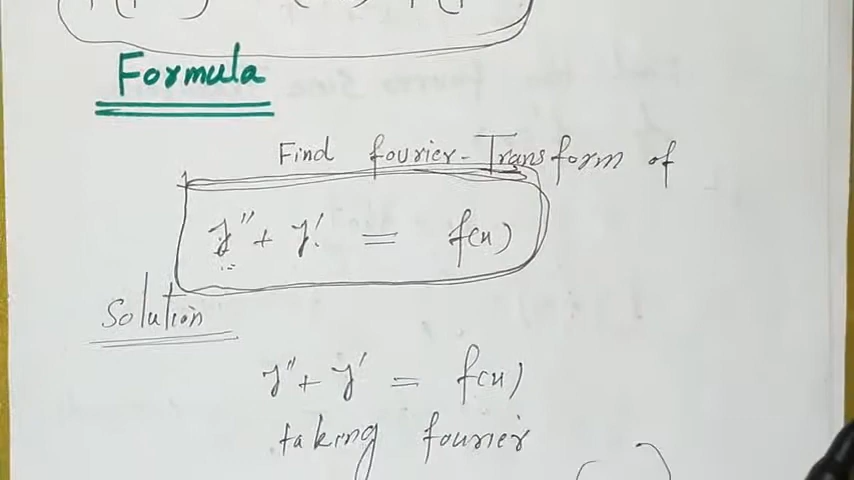 Formula
Find fourier-Transform of
y'' + y' = f(x)
Solution
y'' + y' = f(x)
taking fourier